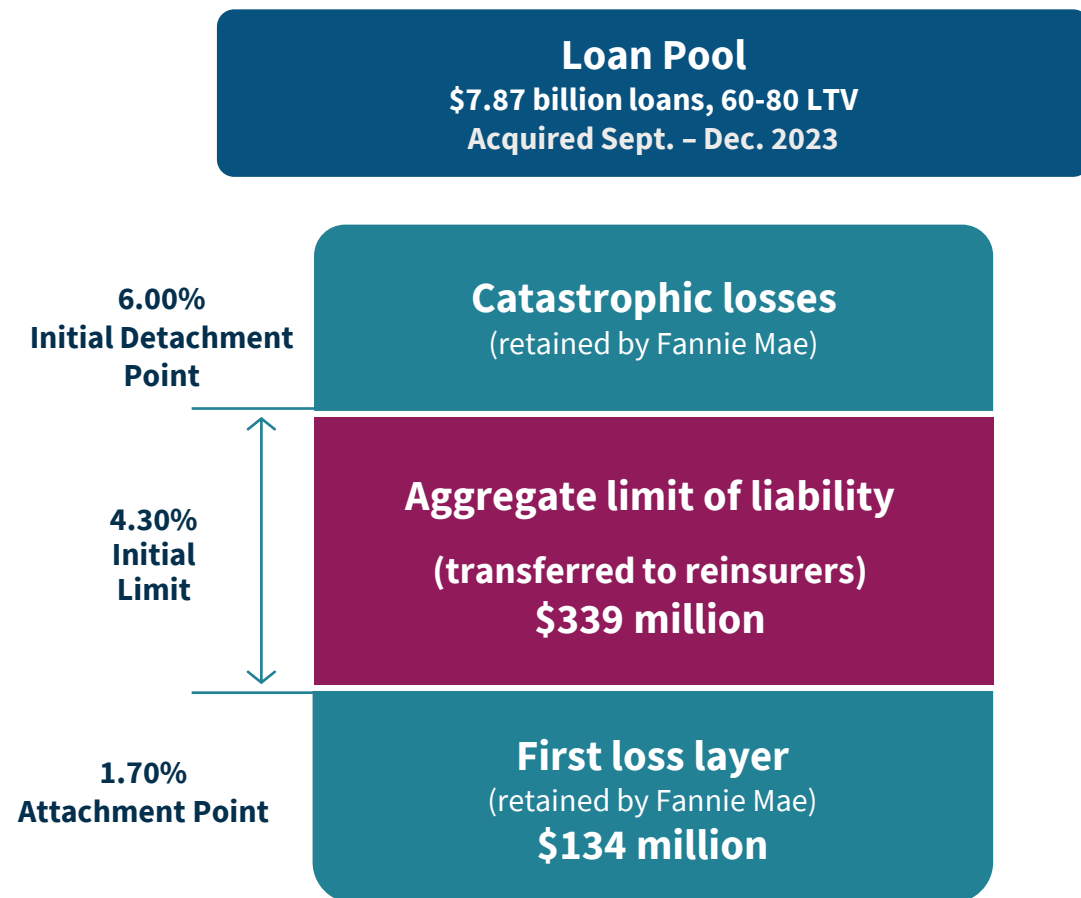 Loan Pool
$7.87 billion loans, 60-80 LTV
Acquired Sept. – Dec. 2023
6.00%
Initial Detachment
Point
Catastrophic losses
(retained by Fannie Mae)
4.30%
Initial
Limit
Aggregate limit of liability
(transferred to reinsurers)
$339 million
1.70%
Attachment Point
First loss layer
(retained by Fannie Mae)
$134 million